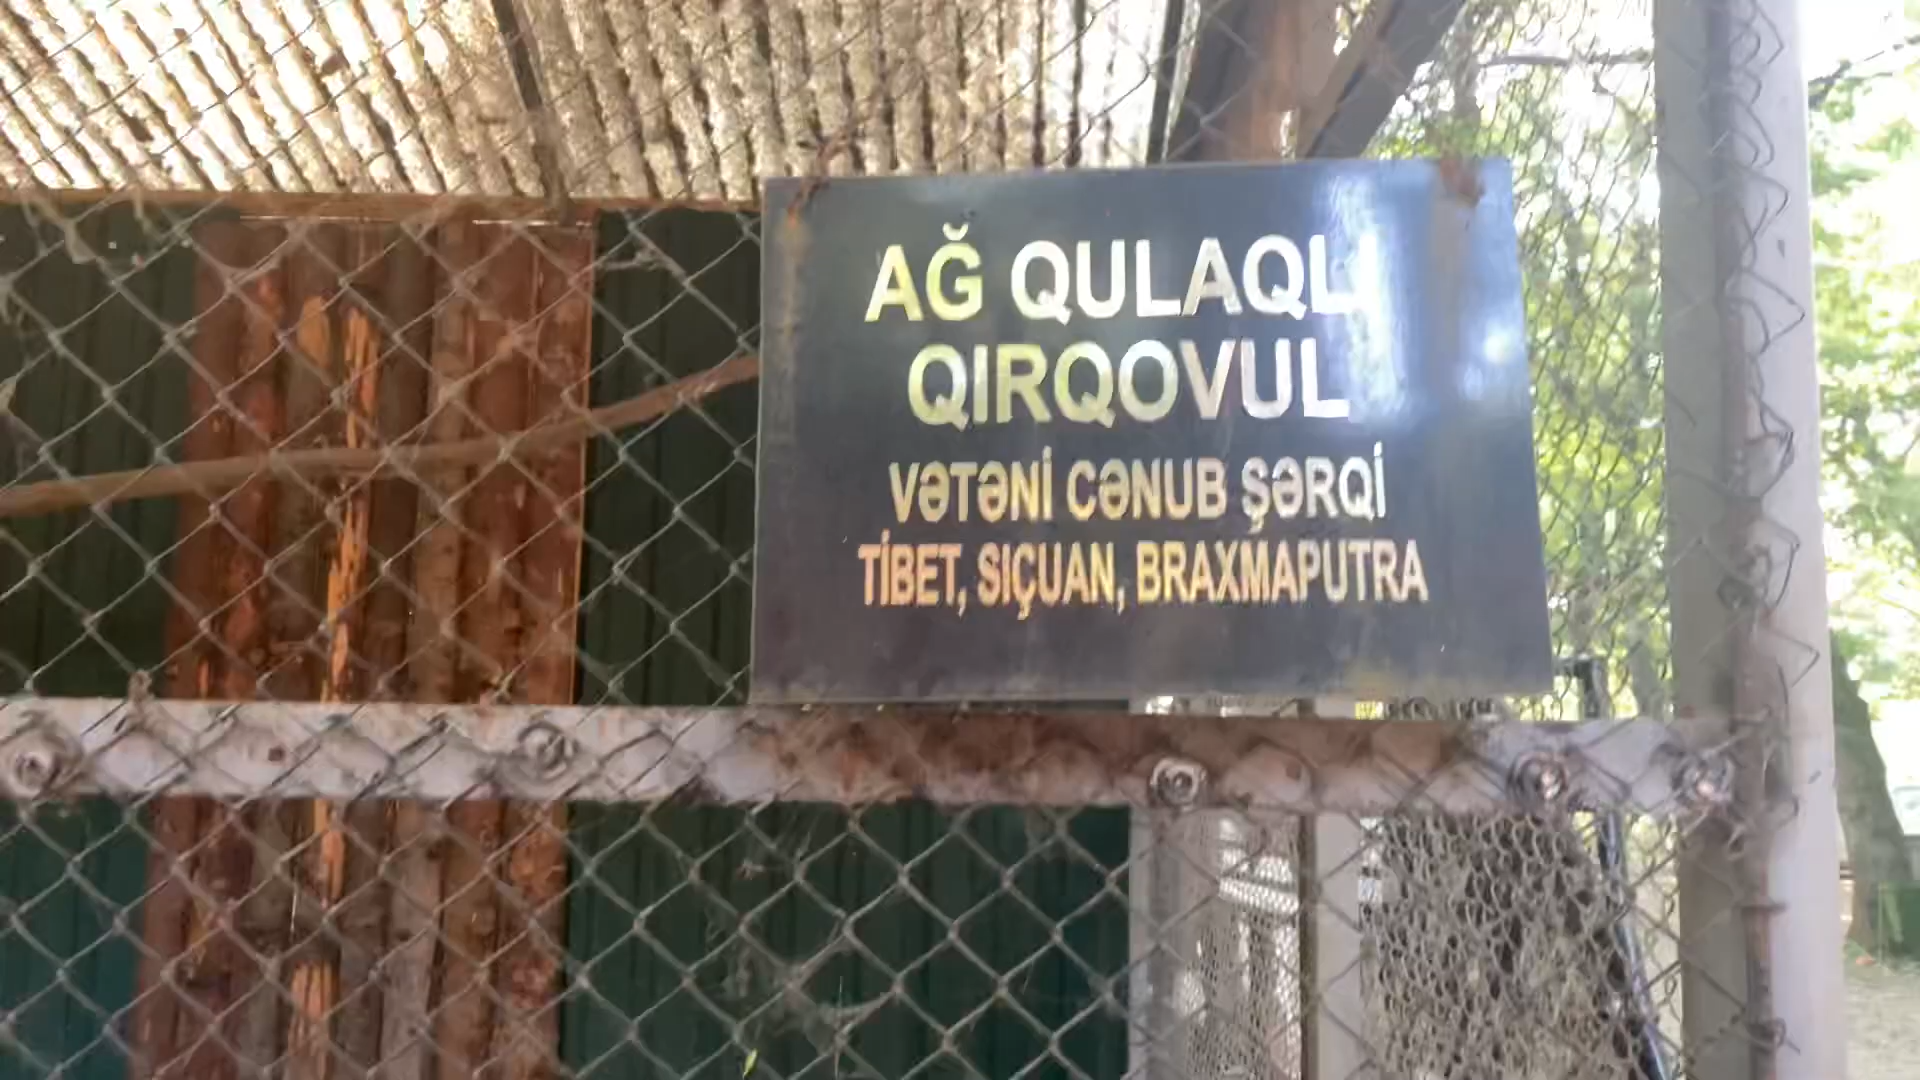 AĞ QULAQLI
QIRQOVUL
VƏTƏNİ CƏNUB ŞƏRQİ
TİBET, SIÇUAN, BRAXMAPUTRA